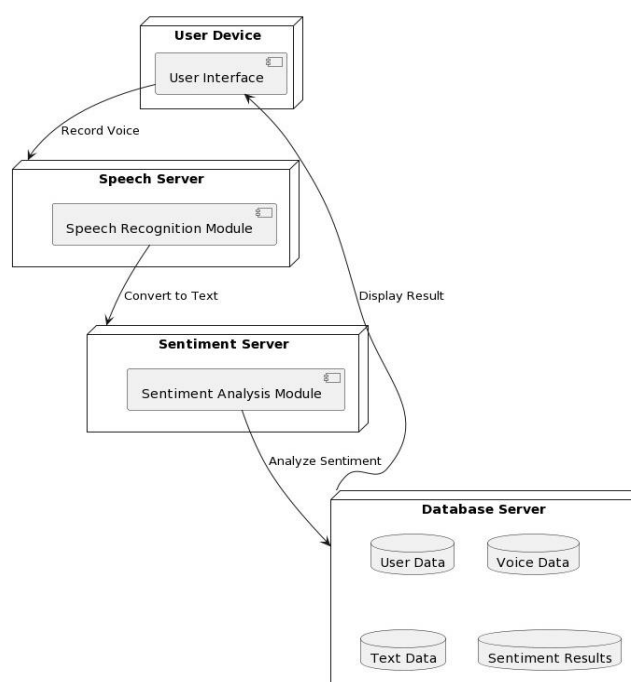 User Device
User Interface
Record Voice
Speech Server
Speech Recognition Module
Convert to Text
Display Result
Sentiment Server
Sentiment Analysis Module
Analyze Sentiment
Database Server
User Data
Voice Data
Text Data
Sentiment Results